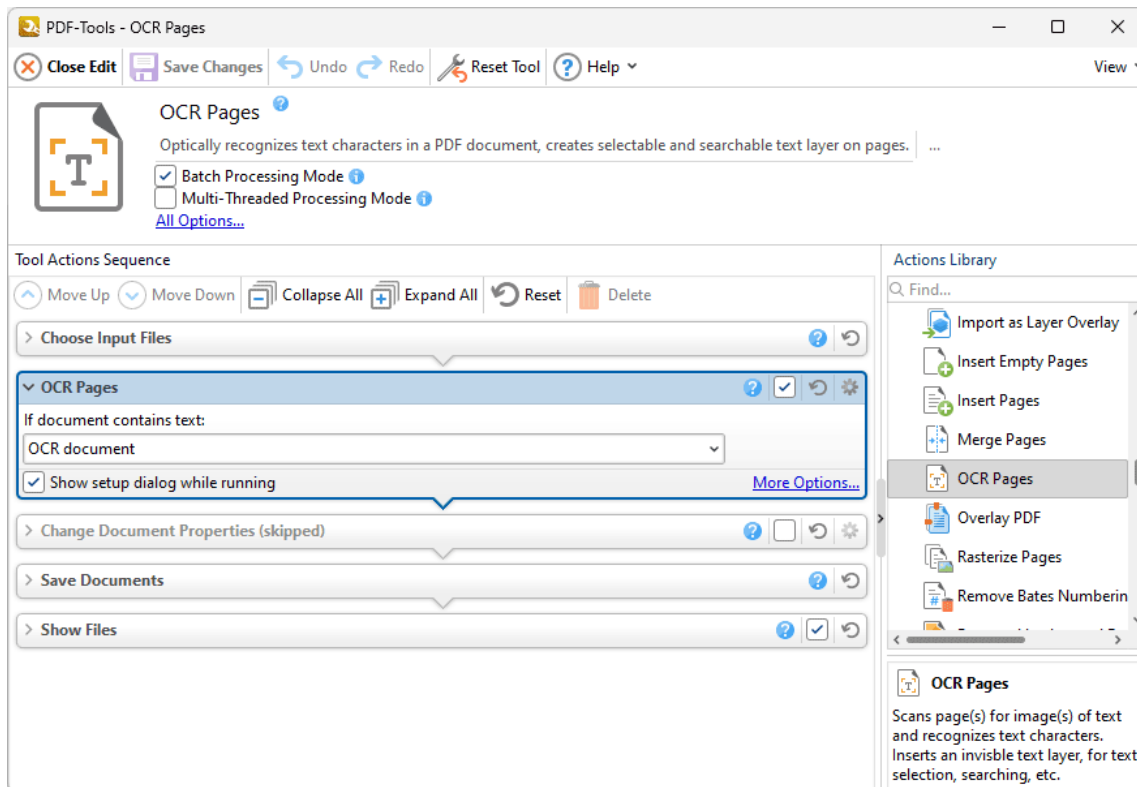 PDF-Tools - OCR Pages
Close Edit Save Changes Undo Redo Reset Tool Help View
OCR Pages
Optically recognizes text characters in a PDF document, creates selectable and searchable text layer on pages. ...
Batch Processing Mode
Multi-Threaded Processing Mode
All Options...
Tool Actions Sequence
Move Up Move Down Collapse All Expand All Reset Delete
Choose Input Files
OCR Pages
If document contains text:
OCR document
Show setup dialog while running More Options...
Change Document Properties (skipped)
Save Documents
Show Files
Actions Library
Find...
Import as Layer Overlay
Insert Empty Pages
Insert Pages
Merge Pages
OCR Pages
Overlay PDF
Rasterize Pages
Remove Bates Numberin
OCR Pages
Scans page(s) for image(s) of text
and recognizes text characters.
Inserts an invisble text layer, for text
selection, searching, etc.